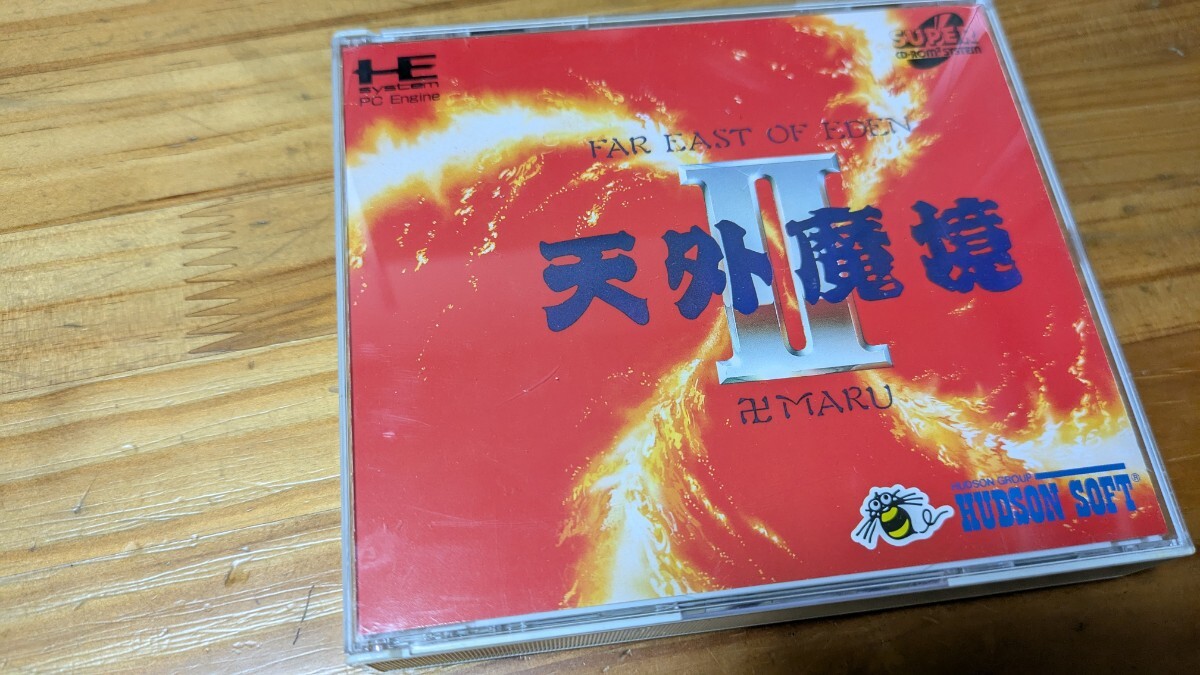 HE
system
PC Engine
SUPER
CD-ROM² SYSTEM
FAR EAST OF EDEN
II
天外魔境
卍MARU
HUDSON GROUP
HUDSON SOFT®